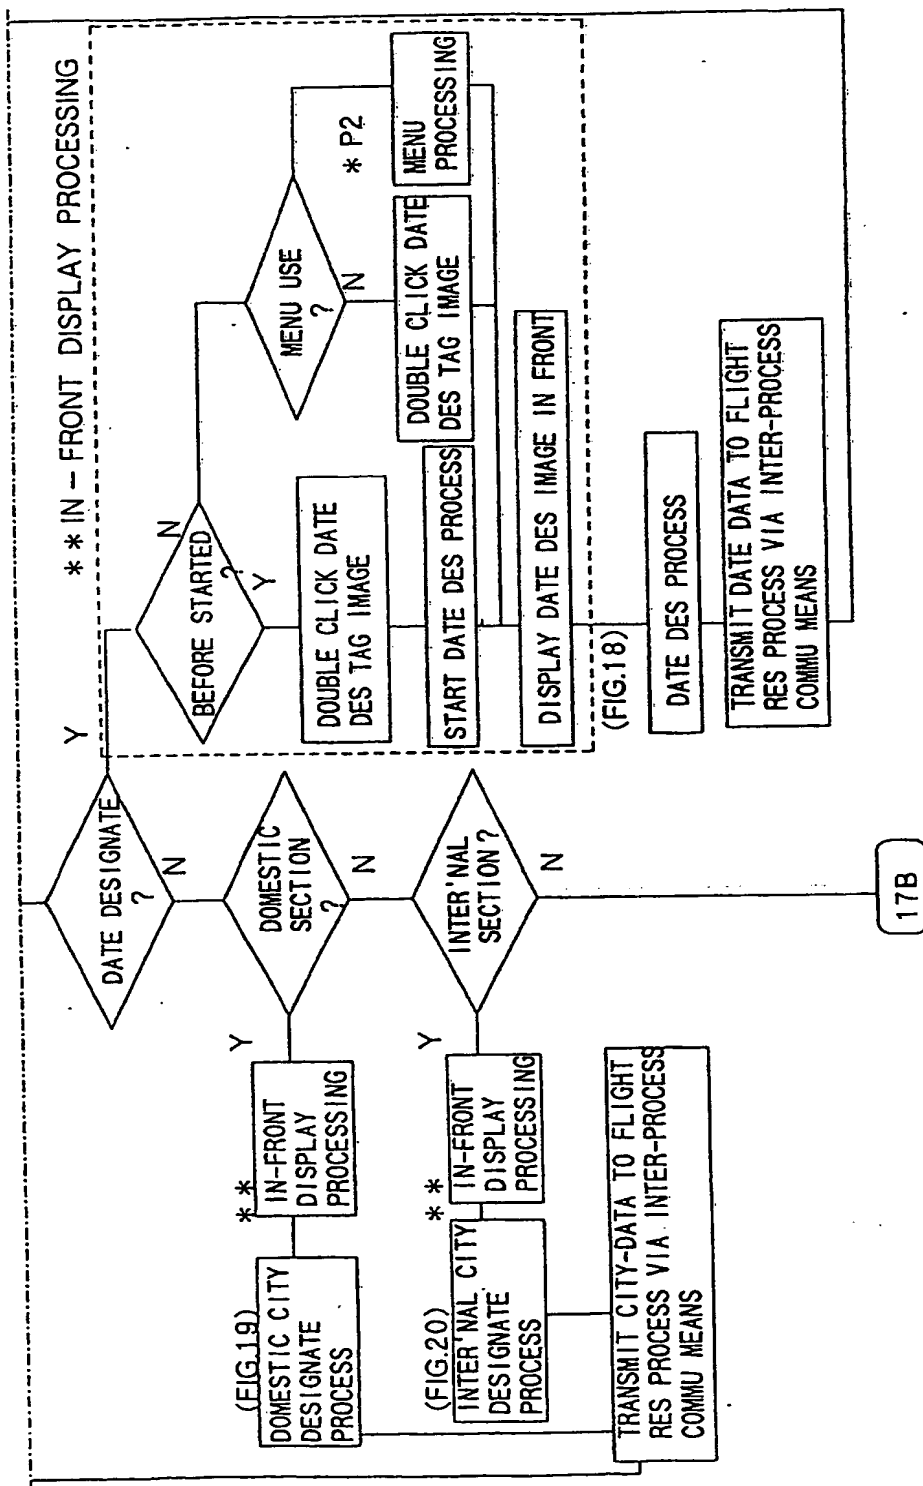 **IN-FRONT DISPLAY PROCESSING
DATE DESIGNATE
?
Y
N
BEFORE STARTED
?
N
Y
MENU USE
?
N
*P2
MENU
PROCESSING
DOUBLE CLICK DATE
DES TAG IMAGE
DOUBLE CLICK DATE
DES TAG IMAGE
START DATE DES PROCESS
DISPLAY DATE DES IMAGE IN FRONT
(FIG.18)
DATE DES PROCESS
TRANSMIT DATE DATA TO FLIGHT
RES PROCESS VIA INTER-PROCESS
COMMU MEANS
DOMESTIC
SECTION
?
Y
N
**
IN-FRONT
DISPLAY
PROCESSING
(FIG.19)
DOMESTIC CITY
DESIGNATE
PROCESS
INTER'NAL
SECTION?
Y
N
**
IN-FRONT
DISPLAY
PROCESSING
(FIG.20)
INTER'NAL CITY
DESIGNATE
PROCESS
TRANSMIT CITY-DATA TO FLIGHT
RES PROCESS VIA INTER-PROCESS
COMMU MEANS
17B